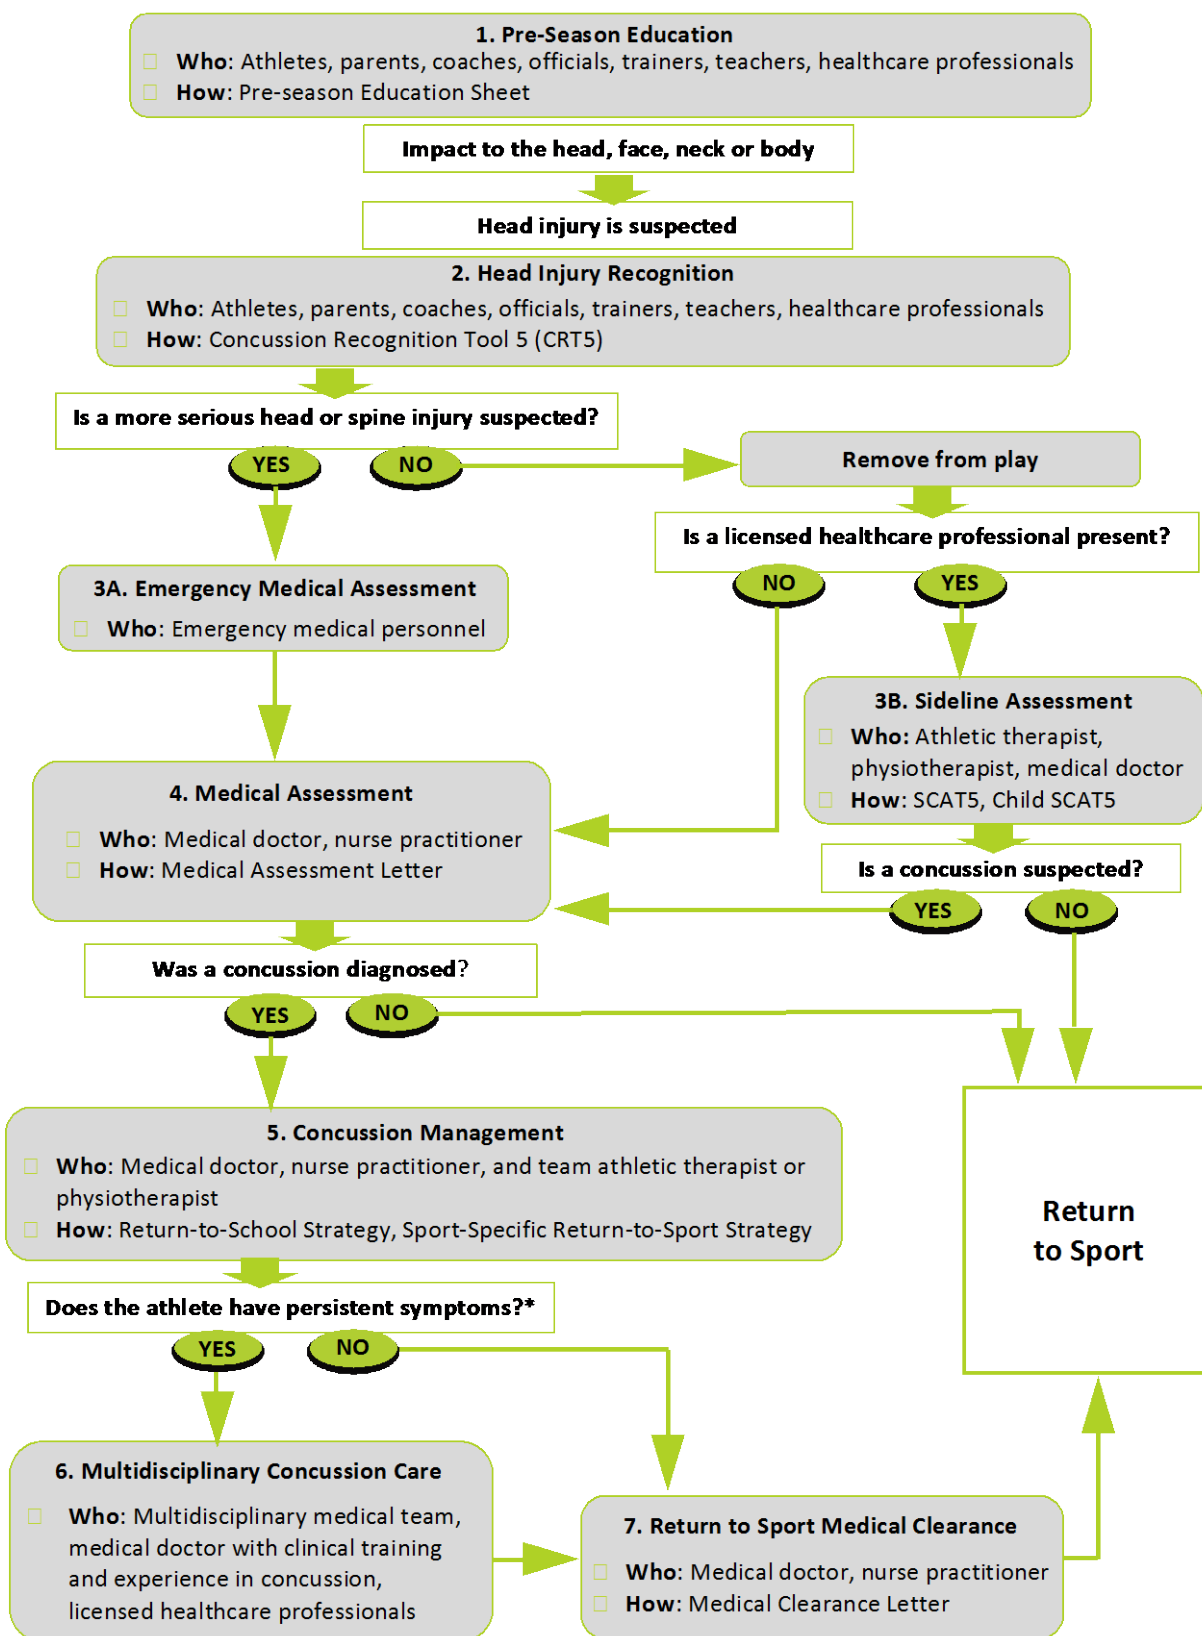 1. Pre-Season Education
Who: Athletes, parents, coaches, officials, trainers, teachers, healthcare professionals
How: Pre-season Education Sheet
Impact to the head, face, neck or body
Head injury is suspected
2. Head Injury Recognition
Who: Athletes, parents, coaches, officials, trainers, teachers, healthcare professionals
How: Concussion Recognition Tool 5 (CRT5)
Is a more serious head or spine injury suspected?
YES
NO
Remove from play
Is a licensed healthcare professional present?
NO
YES
3A. Emergency Medical Assessment
Who: Emergency medical personnel
3B. Sideline Assessment
Who: Athletic therapist,
physiotherapist, medical doctor
How: SCAT5, Child SCAT5
4. Medical Assessment
Who: Medical doctor, nurse practitioner
How: Medical Assessment Letter
Is a concussion suspected?
YES
NO
Was a concussion diagnosed?
YES
NO
Return
to Sport
5. Concussion Management
Who: Medical doctor, nurse practitioner, and team athletic therapist or
physiotherapist
How: Return-to-School Strategy, Sport-Specific Return-to-Sport Strategy
Does the athlete have persistent symptoms?*
YES
NO
6. Multidisciplinary Concussion Care
Who: Multidisciplinary medical team,
medical doctor with clinical training
and experience in concussion,
licensed healthcare professionals
7. Return to Sport Medical Clearance
Who: Medical doctor, nurse practitioner
How: Medical Clearance Letter